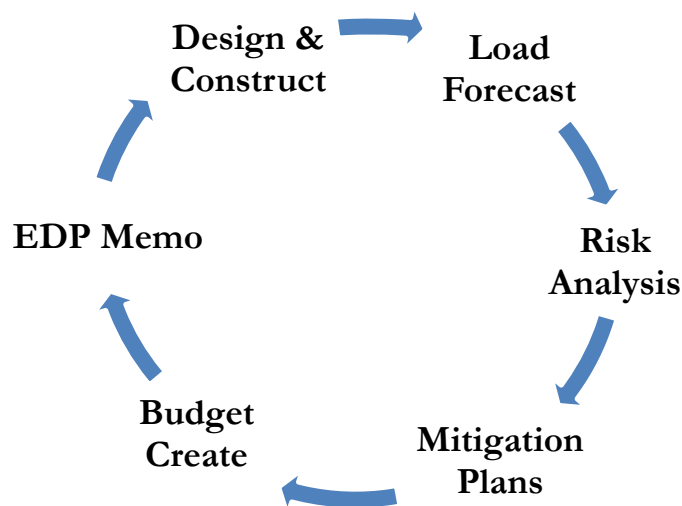 Design &
Construct
Load
Forecast
Risk
Analysis
Mitigation
Plans
Budget
Create
EDP Memo